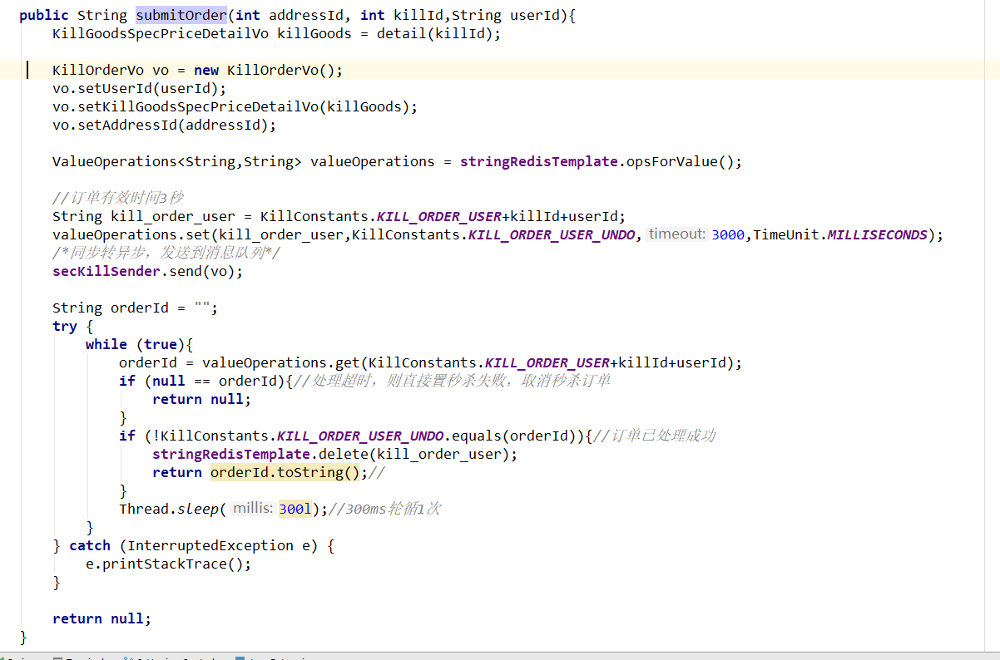 public String submitOrder(int addressId, int killId,String userId){
KillGoodsSpecPriceDetailVo killGoods = detail(killId);
KillOrderVo vo = new KillOrderVo();
vo.setUserId(userId);
vo.setKillGoodsSpecPriceDetailVo(killGoods);
vo.setAddressId(addressId);
ValueOperations<String,String> valueOperations = stringRedisTemplate.opsForValue();
//订单有效时间3秒
String kill_order_user = KillConstants.KILL_ORDER_USER+killId+userId;
valueOperations.set(kill_order_user,KillConstants.KILL_ORDER_USER_UNDO, timeout: 3000,TimeUnit.MILLISECONDS);
/*同步转异步，发送到消息队列*/
secKillSender.send(vo);
String orderId = "";
try {
while (true){
orderId = valueOperations.get(KillConstants.KILL_ORDER_USER+killId+userId);
if (null == orderId){//处理超时，则直接置秒杀失败，取消秒杀订单
return null;
}
if (!KillConstants.KILL_ORDER_USER_UNDO.equals(orderId)){//订单已处理成功
stringRedisTemplate.delete(kill_order_user);
return orderId.toString();//
}
Thread.sleep( millis: 300l);//300ms轮循1次
}
} catch (InterruptedException e) {
e.printStackTrace();
}
return null;
}